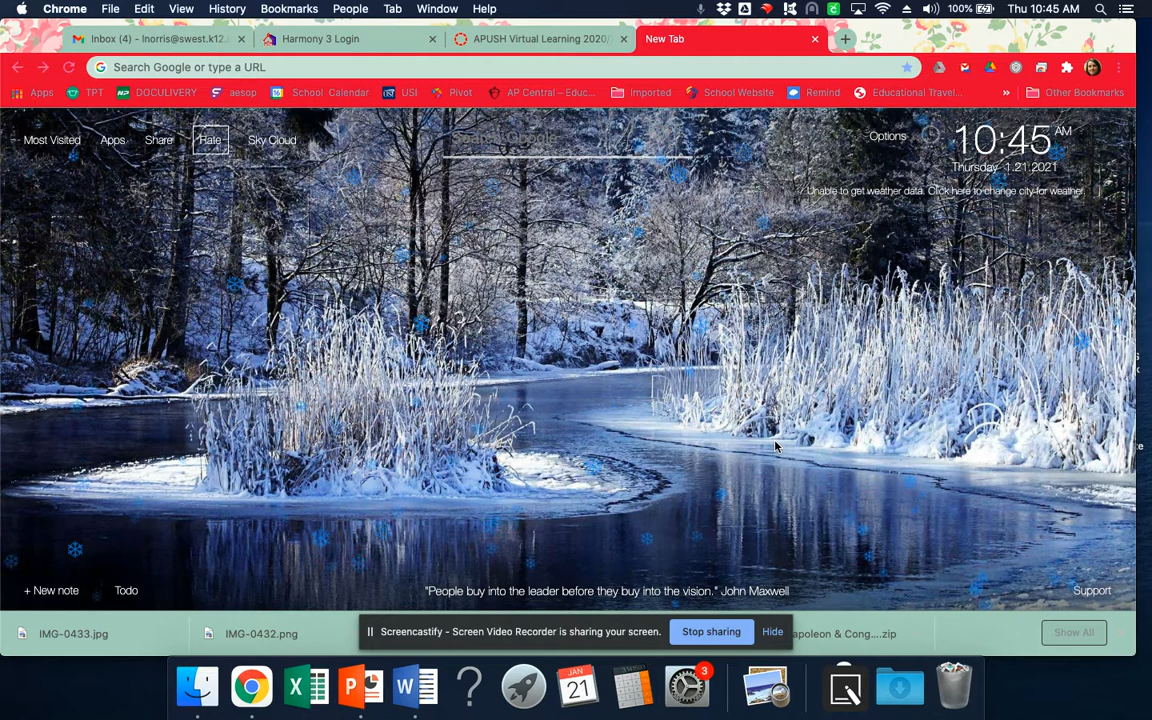 Chrome File Edit View History Bookmarks People Tab Window Help 100% Thu 10:45 AM
Inbox (4) - lnorris@swest.k12. Harmony 3 Login APUSH Virtual Learning 2020/ New Tab
Search Google or type a URL
Apps TPT DOCULIVERY aesop School Calendar USI Pivot AP Central – Educ... Imported School Website Remind Educational Travel... » Other Bookmarks
Most Visited Apps Share Rate Sky Cloud Options 10:45 AM
Thursday 1.21.2021
Unable to get weather data. Click here to change city for weather.
+ New note Todo "People buy into the leader before they buy into the vision." John Maxwell Support
IMG-0433.jpg IMG-0432.png Screencastify - Screen Video Recorder is sharing your screen. Stop sharing Hide apoleon & Cong....zip Show All
JAN 21 3